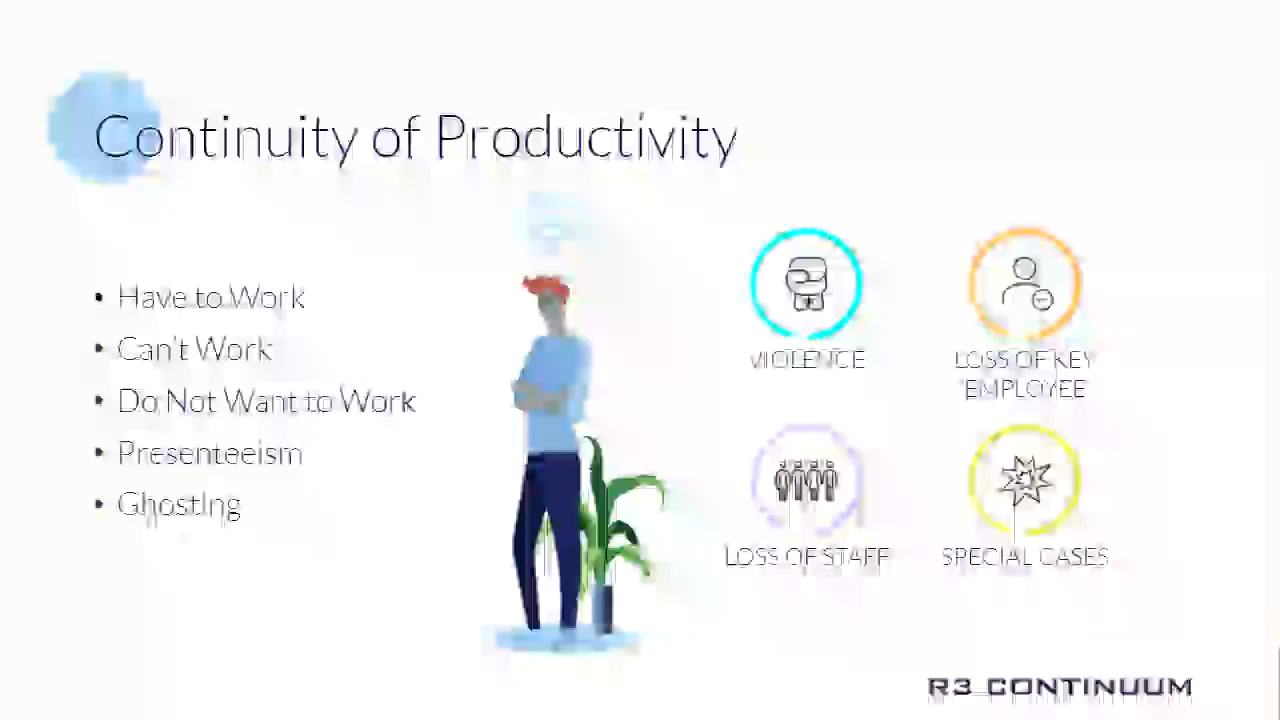 Continuity of Productivity
• Have to Work
• Can't Work
• Do Not Want to Work
• Presenteeism
• Ghosting
VIOLENCE
LOSS OF KEY
EMPLOYEE
LOSS OF STAFF
SPECIAL CASES
R3 CONTINUUM